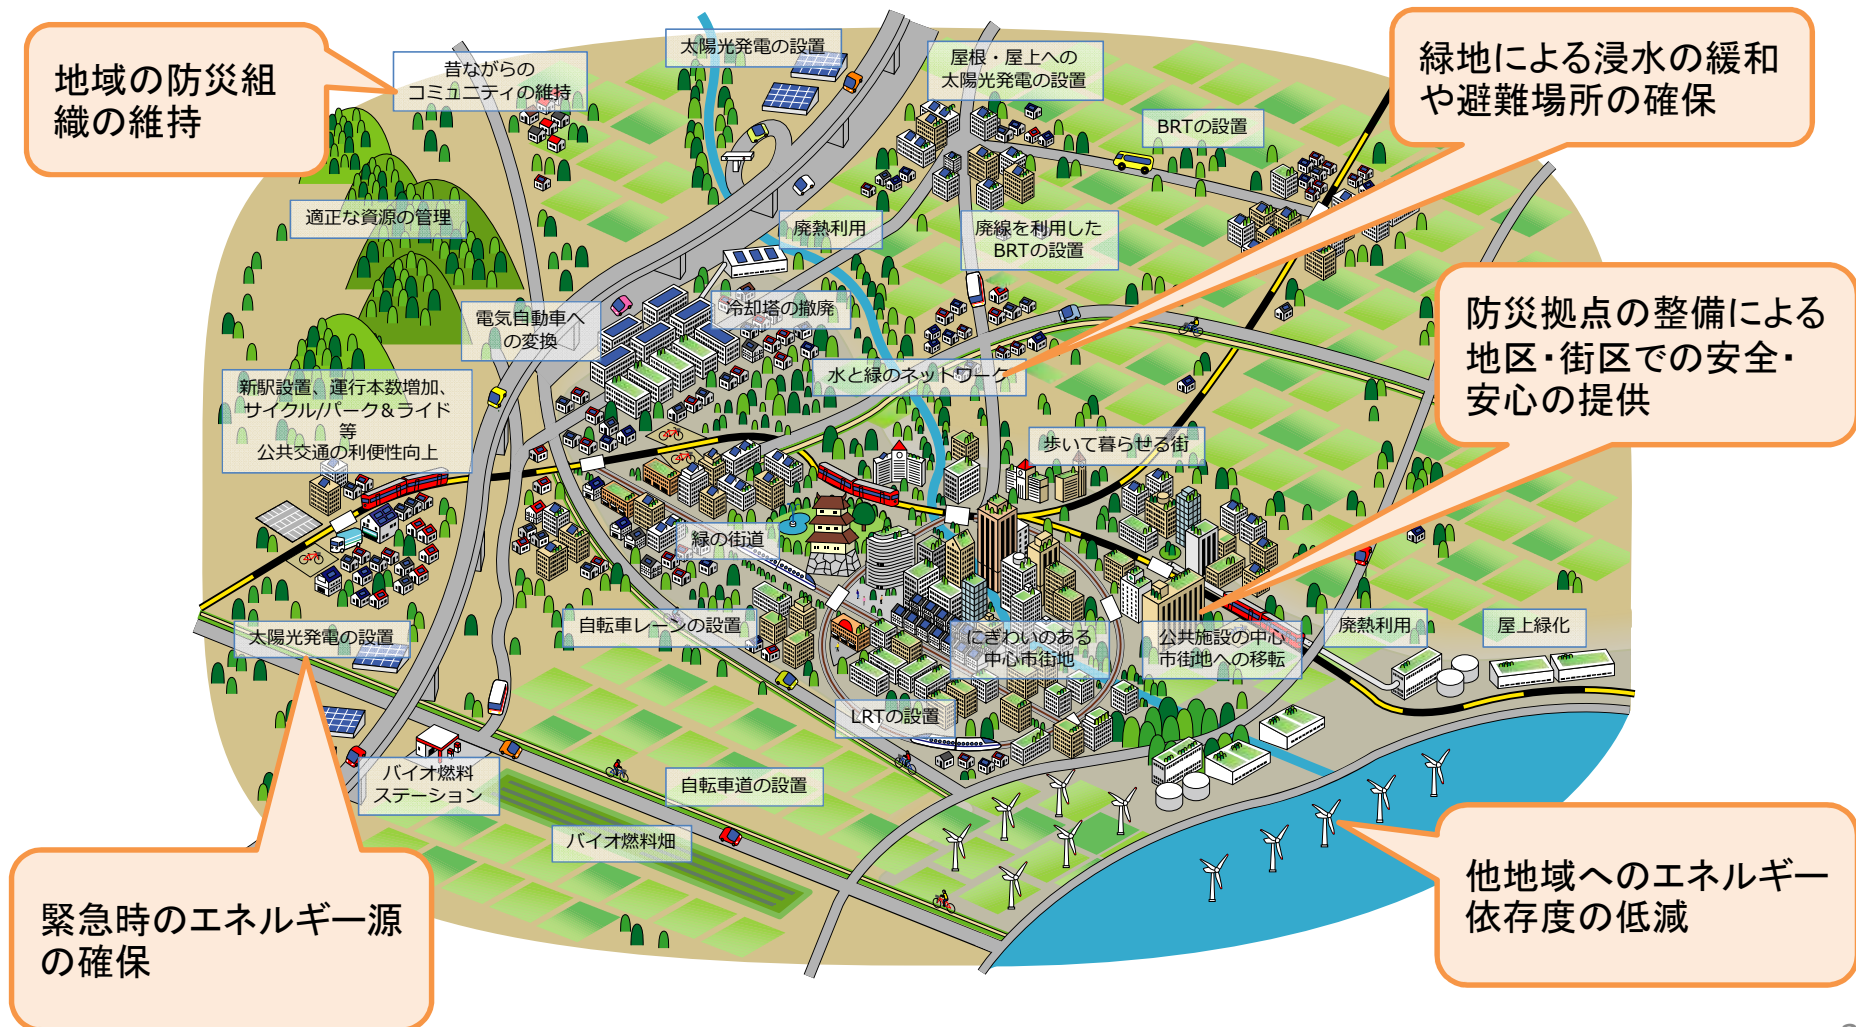 地域の防災組
織の維持
昔ながらの
コミュニティの維持
太陽光発電の設置
屋根・屋上への
太陽光発電の設置
緑地による浸水の緩和
や避難場所の確保
BRTの設置
適正な資源の管理
廃熱利用
廃線を利用した
BRTの設置
電気自動車へ
の変換
冷却塔の撤廃
防災拠点の整備による
地区・街区での安全・
安心の提供
新駅設置、運行本数増加、
サイクル/パーク&ライド
等
公共交通の利便性向上
水と緑のネットワーク
歩いて暮らせる街
緑の街道
太陽光発電の設置
自転車レーンの設置
にぎわいのある
中心市街地
公共施設の中心
市街地への移転
廃熱利用
屋上緑化
LRTの設置
バイオ燃料
ステーション
自転車道の設置
バイオ燃料畑
緊急時のエネルギー源
の確保
他地域へのエネルギー
依存度の低減